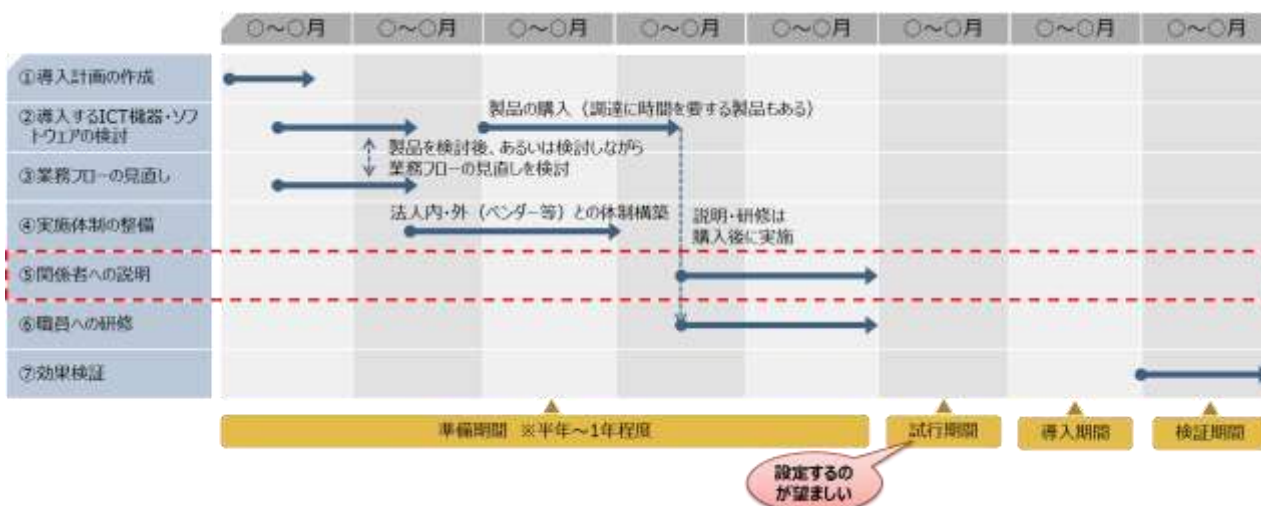 ○～○月 ○～○月 ○～○月 ○～○月 ○～○月 ○～○月 ○～○月 ○～○月
①導入計画の作成
②導入するICT機器・ソフ
トウェアの検討
製品の購入（調達に時間を要する製品もある）
製品を検討後、あるいは検討しながら
業務フローの見直しを検討
③業務フローの見直し
④実施体制の整備
法人内・外（ベンダー等）との体制構築
説明・研修は
購入後に実施
⑤関係者への説明
⑥職員への研修
⑦効果検証
準備期間 ※半年～1年程度
試行期間
導入期間
検証期間
設定するの
が望ましい